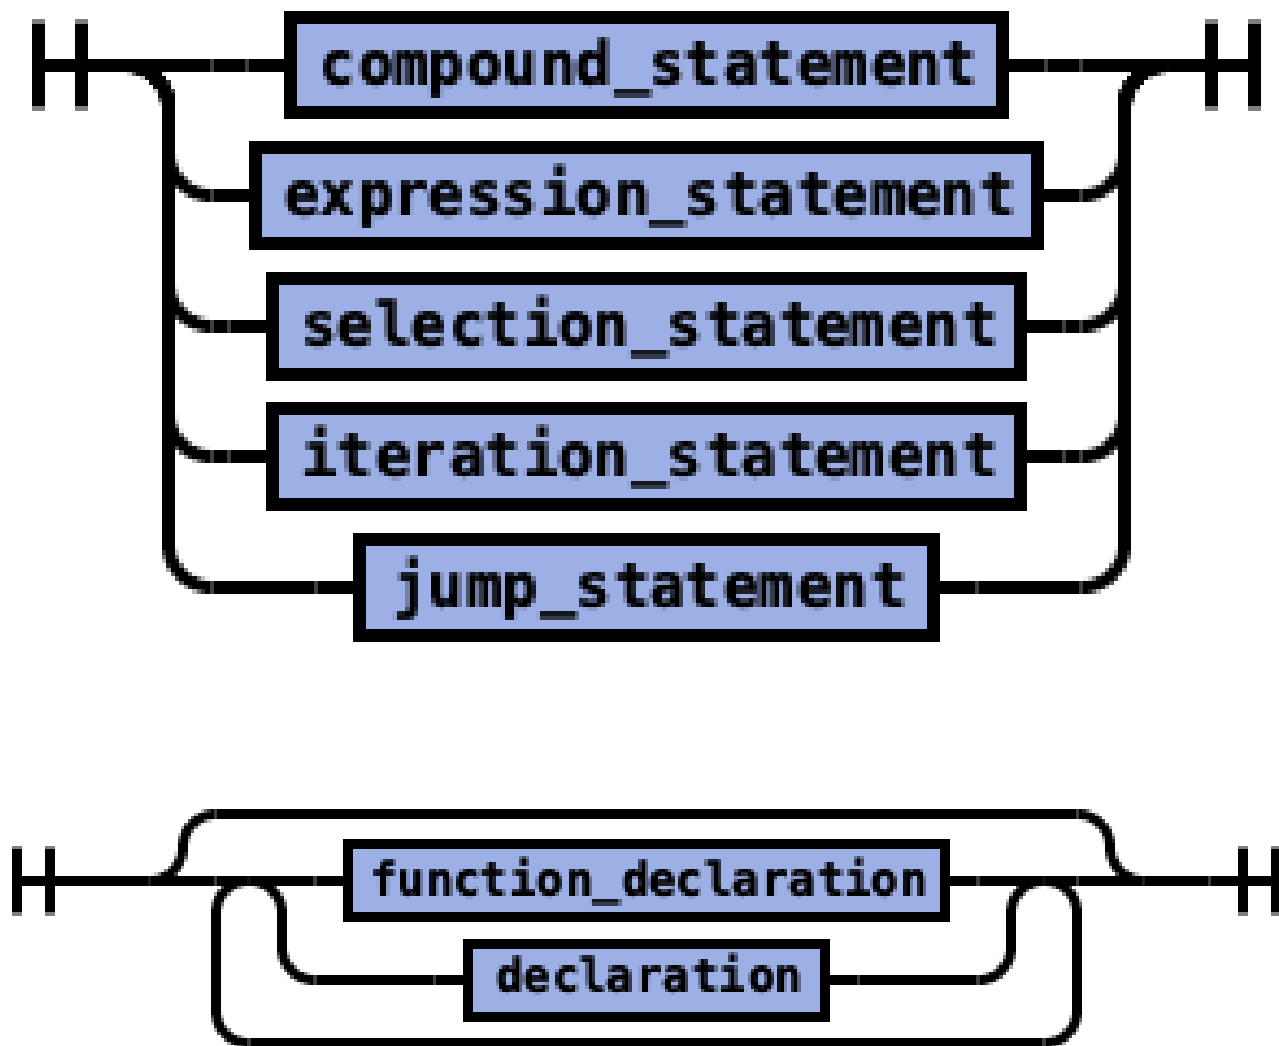 compound_statement
expression_statement
selection_statement
iteration_statement
jump_statement
function_declaration
declaration